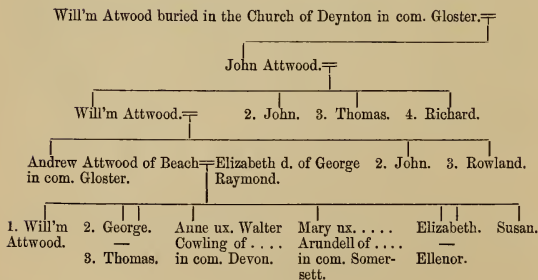 Will'm Atwood buried in the Church of Deynton in com. Gloster.
John Attwood.
Will'm Attwood. 2. John. 3. Thomas. 4. Richard.
Andrew Attwood of Beach Elizabeth d. of George 2. John. 3. Rowland.
in com. Gloster. Raymond.
1. Will'm 2. George. Anne ux. Walter Mary nx. . . . . Elizabeth. Susan.
Attwood. — Cowling of . . . . Arundell of . . . . —
3. Thomas. in com. Devon. in com. Somer- Ellenor.
sett.